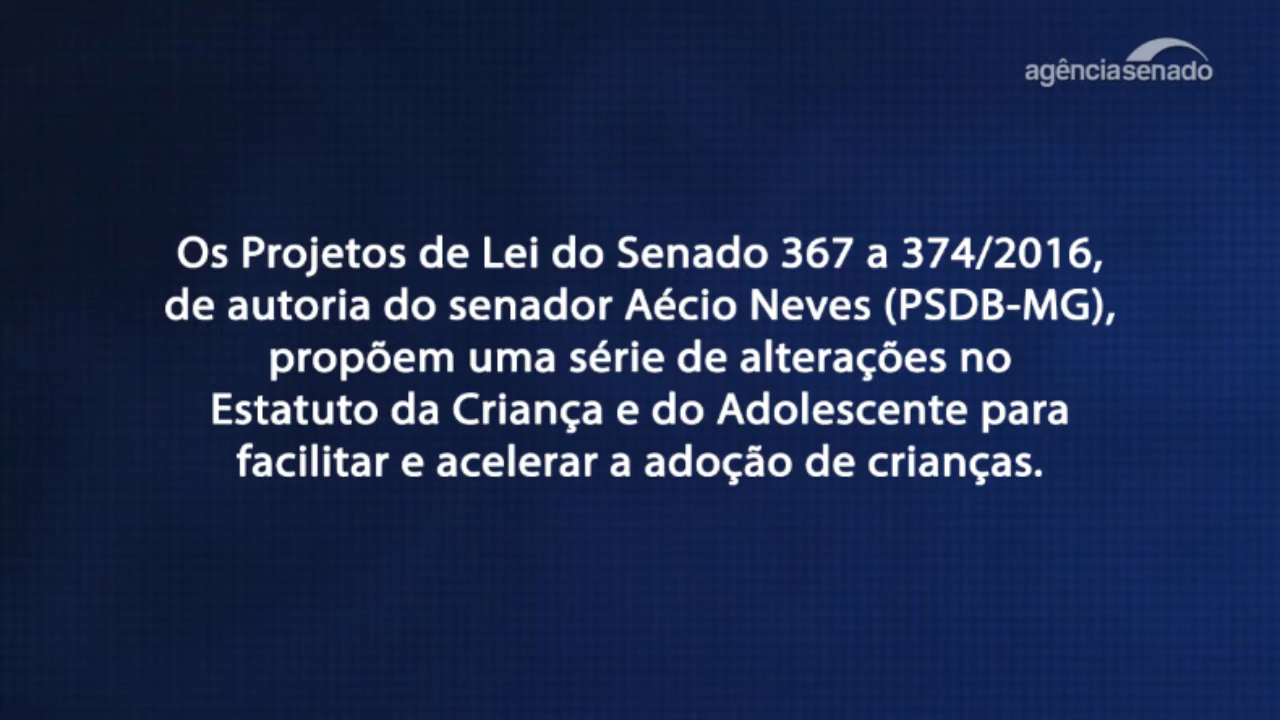 agênciasenado
Os Projetos de Lei do Senado 367 a 374/2016,
de autoria do senador Aécio Neves (PSDB-MG),
propõem uma série de alterações no
Estatuto da Criança e do Adolescente para
facilitar e acelerar a adoção de crianças.